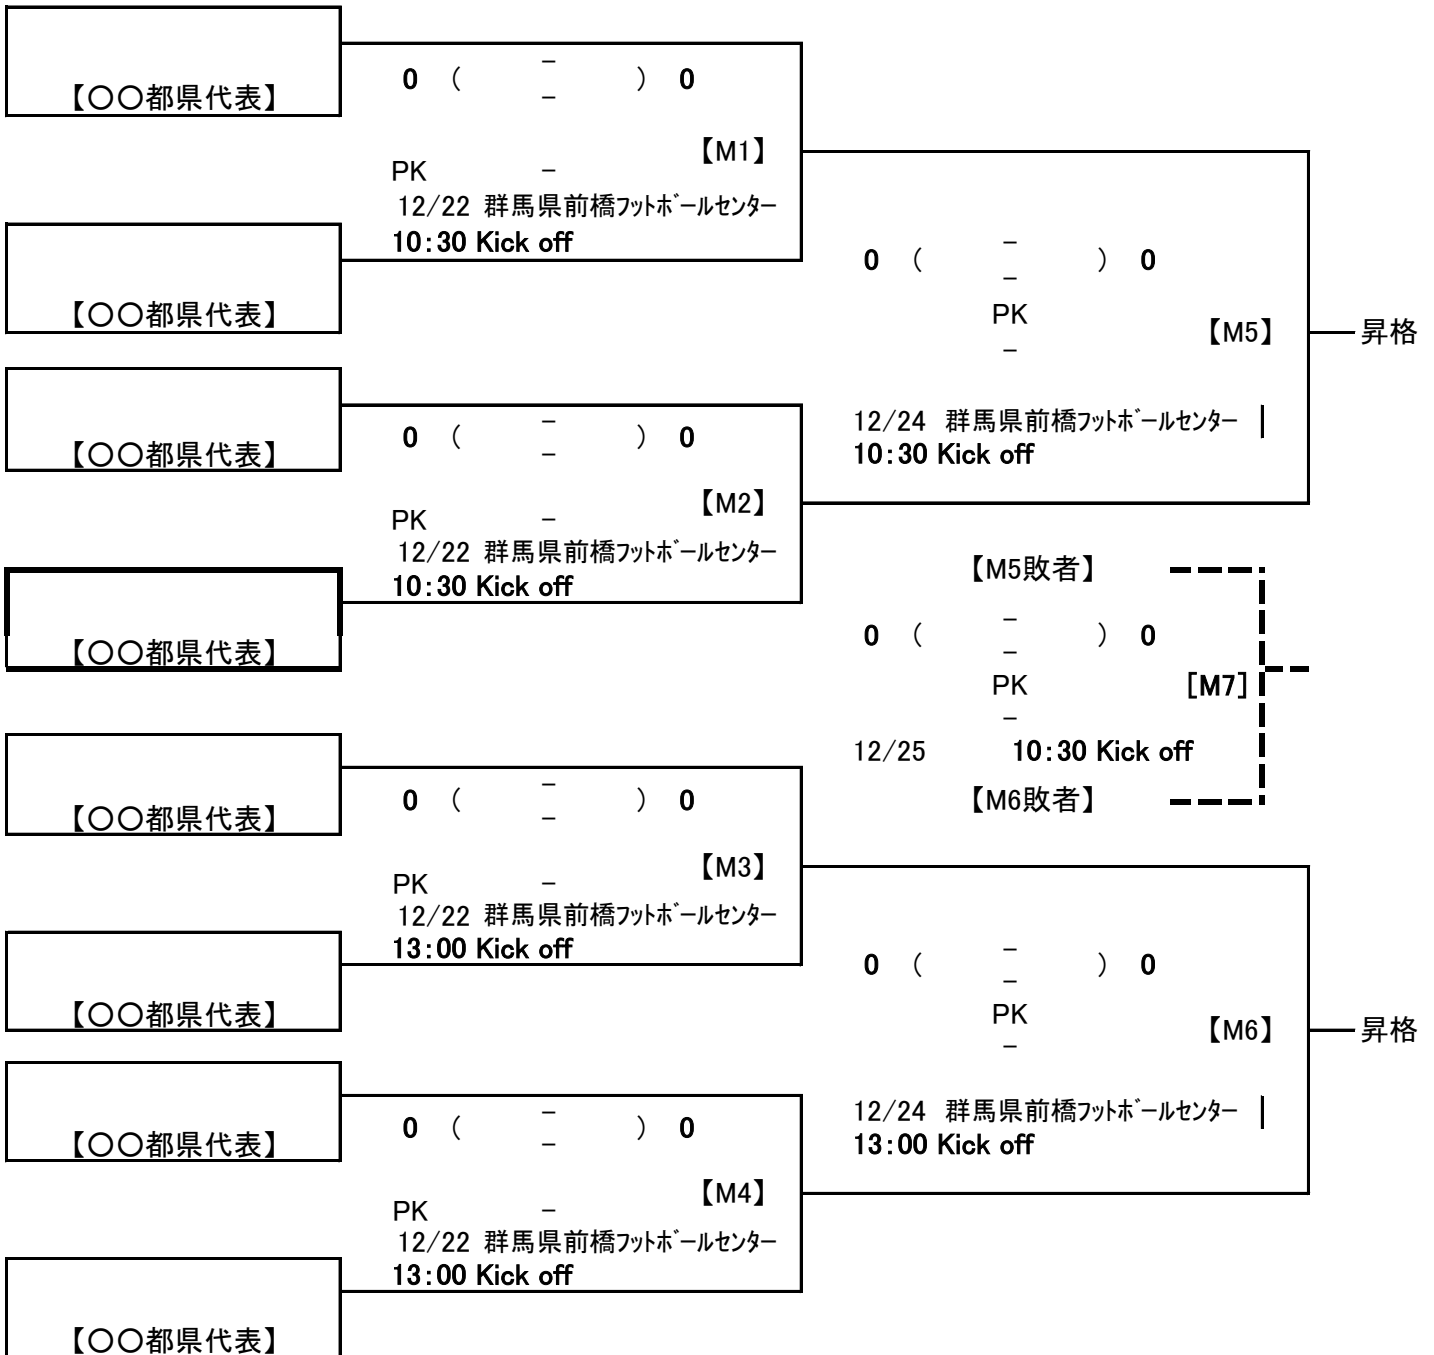 【〇〇都県代表】
0 ( - ) 0
-
【M1】
PK -
12/22 群馬県前橋フットボールセンター
10:30 Kick off
【〇〇都県代表】
0 ( - ) 0
-
PK
-
【M5】
昇格
12/24 群馬県前橋フットボールセンター
10:30 Kick off
【〇〇都県代表】
0 ( - ) 0
-
【M2】
PK -
12/22 群馬県前橋フットボールセンター
10:30 Kick off
【〇〇都県代表】
【M5敗者】
0 ( - ) 0
-
PK
[M7]
-
12/25 10:30 Kick off
【M6敗者】
【〇〇都県代表】
0 ( - ) 0
-
【M3】
PK -
12/22 群馬県前橋フットボールセンター
13:00 Kick off
【〇〇都県代表】
0 ( - ) 0
-
PK
-
【M6】
昇格
12/24 群馬県前橋フットボールセンター
13:00 Kick off
【〇〇都県代表】
0 ( - ) 0
-
【M4】
PK -
12/22 群馬県前橋フットボールセンター
13:00 Kick off
【〇〇都県代表】